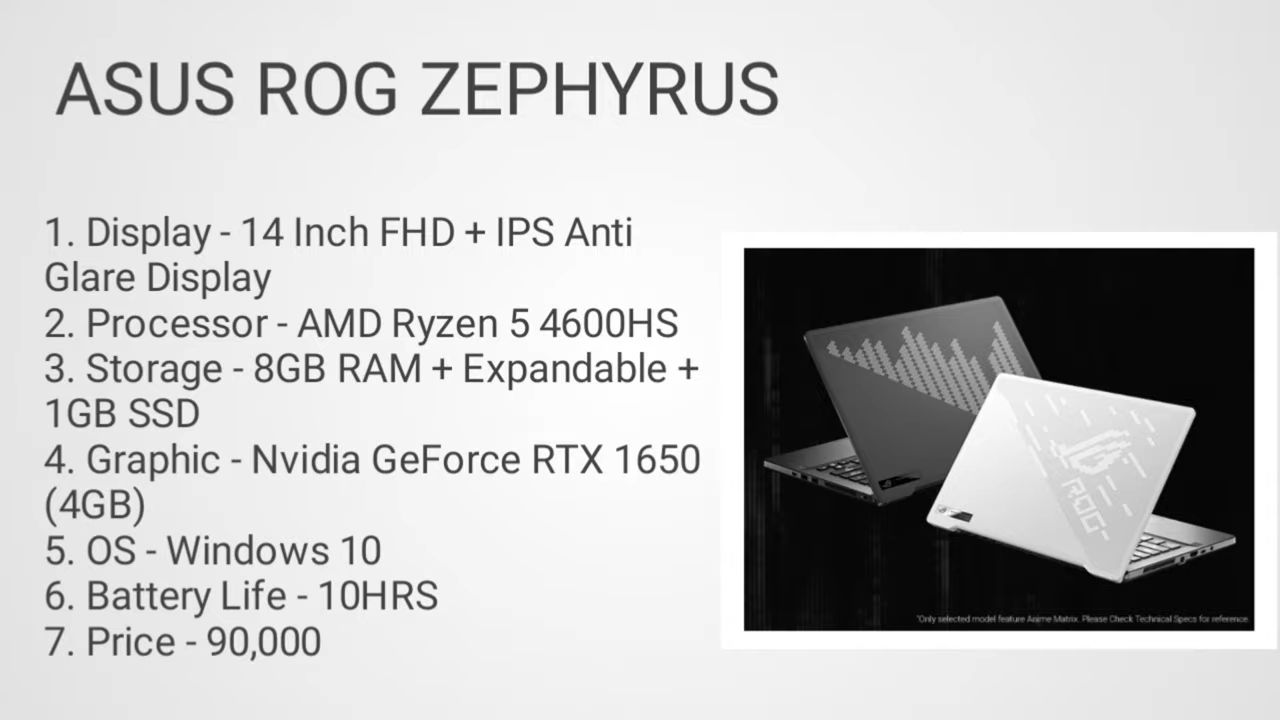 ASUS ROG ZEPHYRUS
1. Display - 14 Inch FHD + IPS Anti
Glare Display
2. Processor - AMD Ryzen 5 4600HS
3. Storage - 8GB RAM + Expandable +
1GB SSD
4. Graphic - Nvidia GeForce RTX 1650
(4GB)
5. OS - Windows 10
6. Battery Life - 10HRS
7. Price - 90,000
ROG
*Only selected model feature Anime Matrix. Please Check Technical Specs for reference.